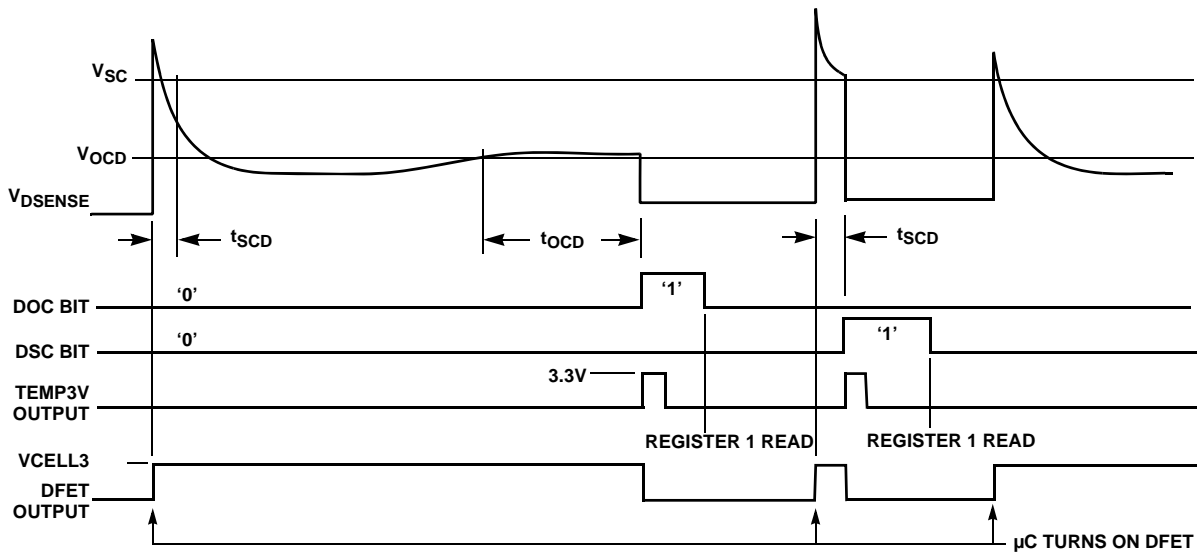 VSC
VOCD
VDSENSE
tSCD
tOCD
tSCD
DOC BIT
‘0’
‘1’
DSC BIT
‘0’
‘1’
3.3V
TEMP3V
OUTPUT
REGISTER 1 READ
REGISTER 1 READ
VCELL3
DFET
OUTPUT
µC TURNS ON DFET